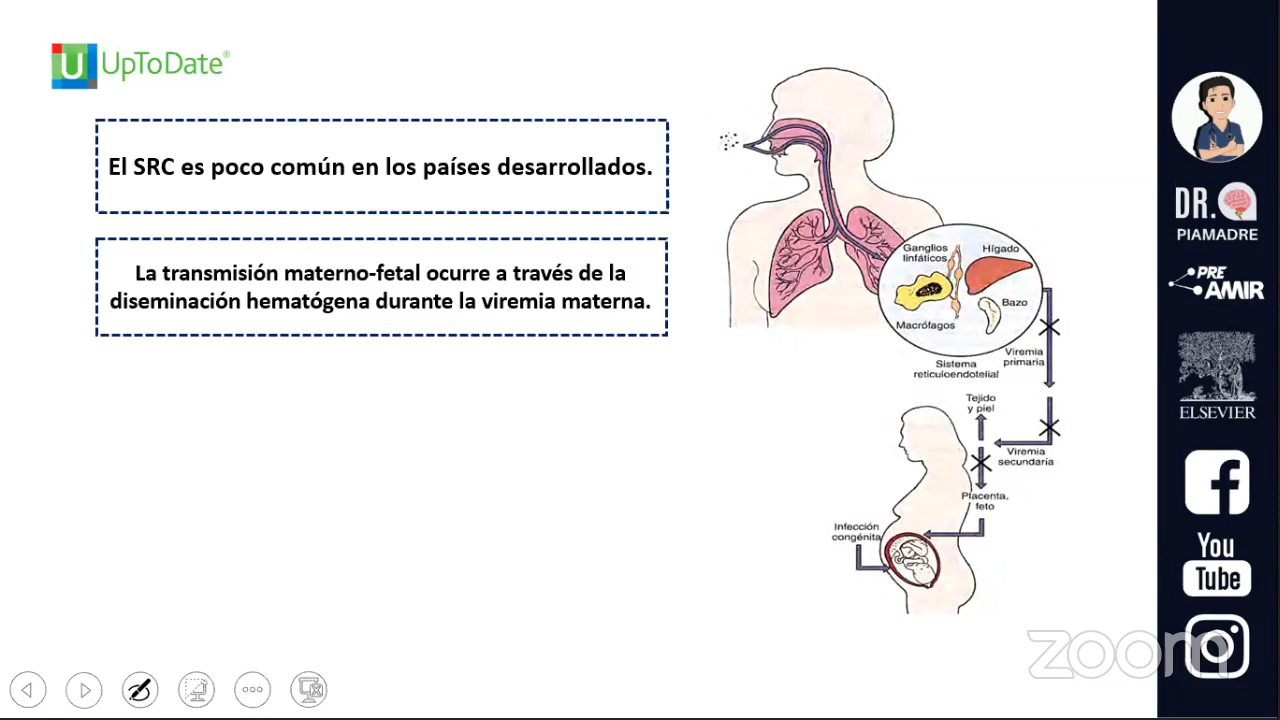 UpToDate®
El SRC es poco común en los países desarrollados.
La transmisión materno-fetal ocurre a través de la
diseminación hematógena durante la viremia materna.
Ganglios
linfáticos
Hígado
Bazo
Macrófagos
Sistema
reticuloendotelial
Viremia
primaria
Tejido
y piel
Viremia
secundaria
Placenta,
feto
Infección
congénita
DR.
PIAMADRE
PRE
AMIR
ELSEVIER
You
Tube
zoom